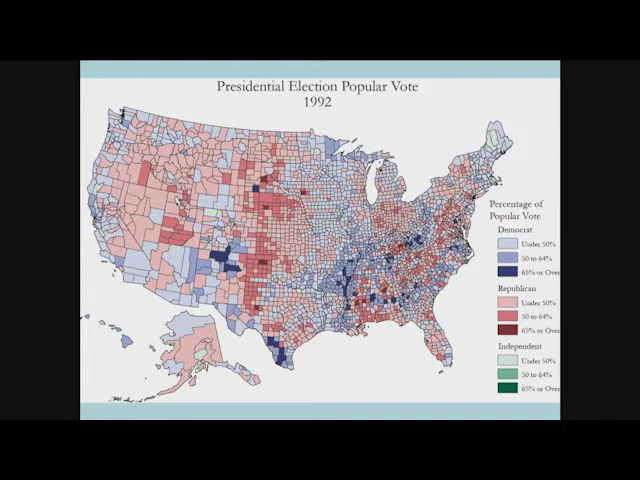 Presidential Election Popular Vote
1992
Percentage of
Popular Vote
Democrat
Under 50%
50 to 64%
65% or Over
Republican
Under 50%
50 to 64%
65% or Over
Independent
Under 50%
50 to 64%
65% or Over